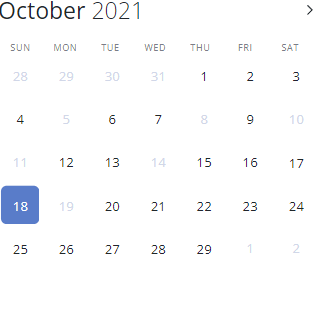 October 2021
SUN MON TUE WED THU FRI SAT
28 29 30 31 1 2 3
4 5 6 7 8 9 10
11 12 13 14 15 16 17
18 19 20 21 22 23 24
25 26 27 28 29 1 2